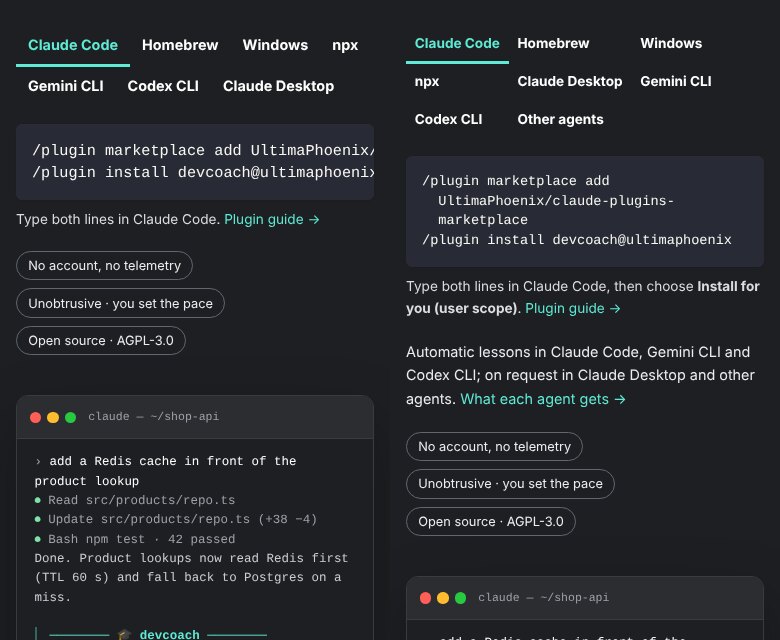 Claude Code Homebrew Windows npx
Gemini CLI Codex CLI Claude Desktop
/plugin marketplace add UltimaPhoenix/
/plugin install devcoach@ultimaphoenix
Type both lines in Claude Code. Plugin guide →
No account, no telemetry
Unobtrusive · you set the pace
Open source · AGPL-3.0
claude — ~/shop-api
› add a Redis cache in front of the
product lookup
● Read src/products/repo.ts
● Update src/products/repo.ts (+38 −4)
● Bash npm test · 42 passed
Done. Product lookups now read Redis first
(TTL 60 s) and fall back to Postgres on a
miss.
🎓 devcoach
Claude Code Homebrew Windows
npx Claude Desktop Gemini CLI
Codex CLI Other agents
/plugin marketplace add
UltimaPhoenix/claude-plugins-
marketplace
/plugin install devcoach@ultimaphoenix
Type both lines in Claude Code, then choose Install for
you (user scope). Plugin guide →
Automatic lessons in Claude Code, Gemini CLI and
Codex CLI; on request in Claude Desktop and other
agents. What each agent gets →
No account, no telemetry
Unobtrusive · you set the pace
Open source · AGPL-3.0
claude — ~/shop-api
add a Redis cache in front of the